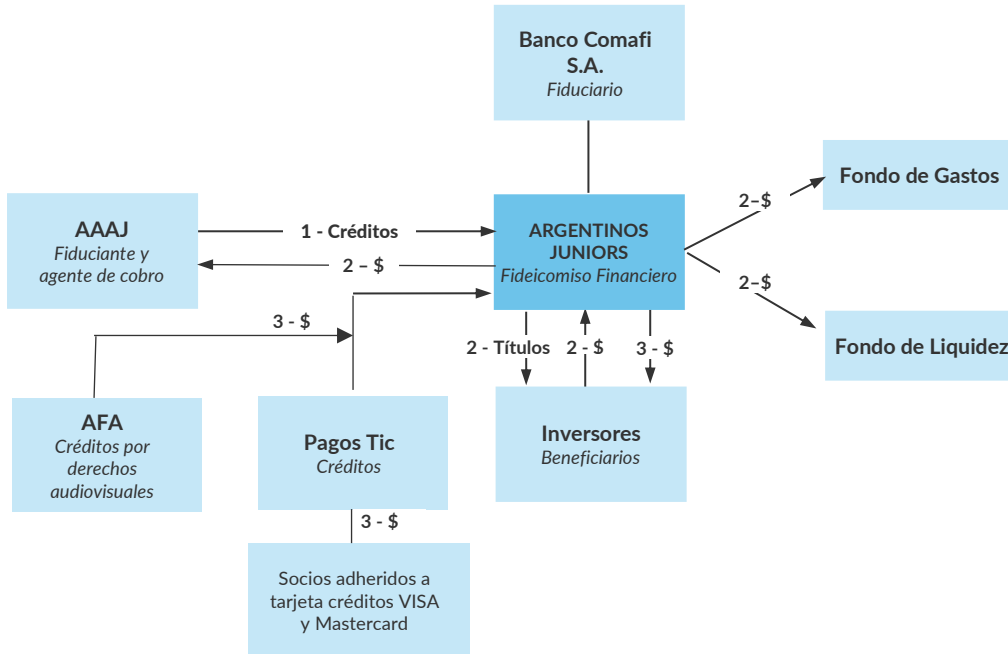 Banco Comafi
S.A.
Fiduciario
Fondo de Gastos
AAAJ
Fiduciante y
agente de cobro
1 - Créditos
2 – $
ARGENTINOS
JUNIORS
Fideicomiso Financiero
2–$
2–$
Fondo de Liquidez
3 - $
2 - Títulos
2 - $
3 - $
AFA
Créditos por
derechos
audiovisuales
Pagos Tic
Créditos
Inversores
Beneficiarios
3 - $
Socios adheridos a
tarjeta créditos VISA
y Mastercard